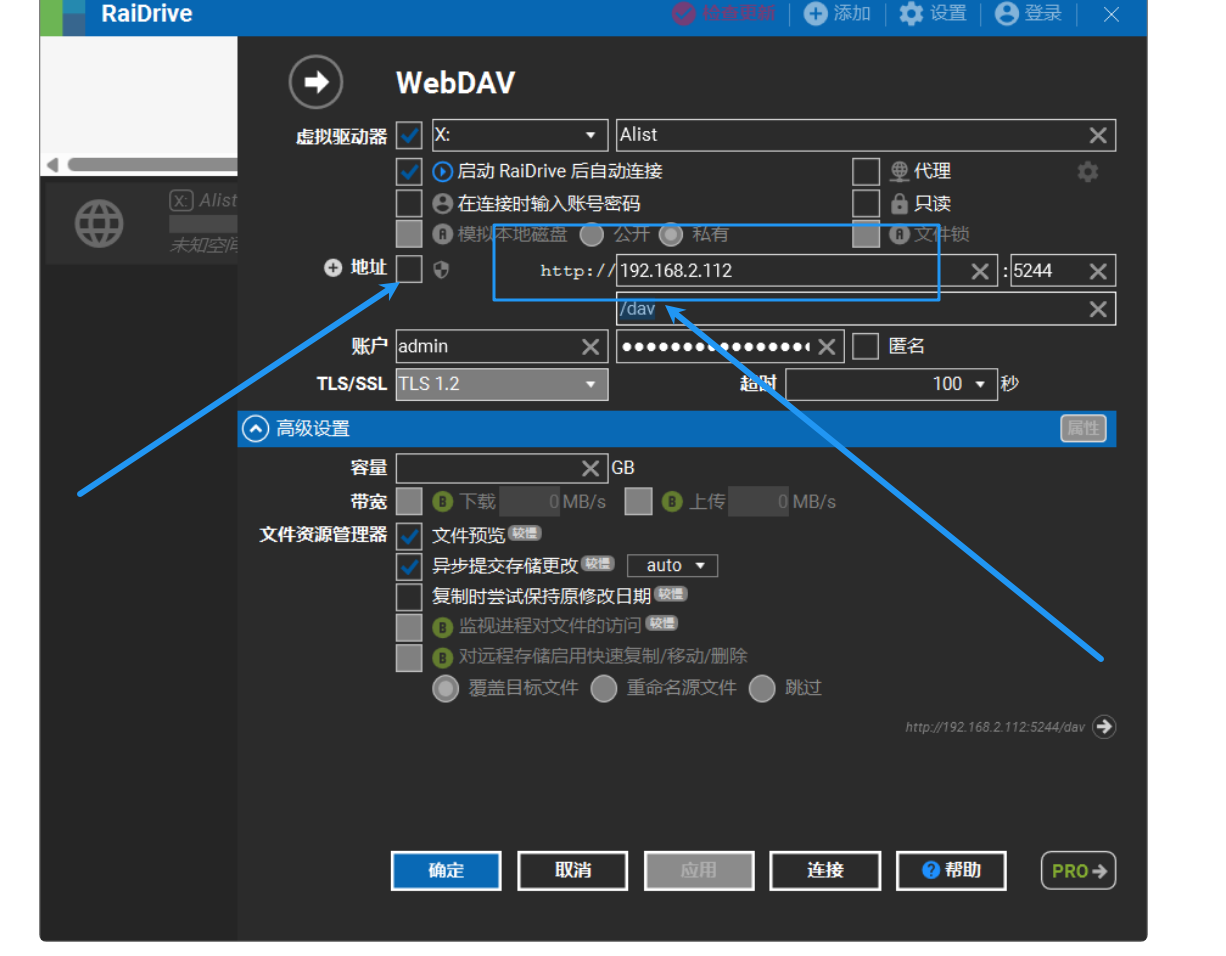 RaiDrive 检查更新 添加 设置 登录
WebDAV
虚拟驱动器 X: Alist
启动 RaiDrive 后自动连接 代理
X: Alist
在连接时输入账号密码 只读
未知空间
模拟本地磁盘 公开 私有 文件锁
地址 http:// 192.168.2.112 : 5244
/dav
账户 admin ●●●●●●●●●●●●●●●● 匿名
TLS/SSL TLS 1.2 超时 100 秒
高级设置 属性
容量 GB
带宽 B 下载 0 MB/s B 上传 0 MB/s
文件资源管理器 文件预览 较慢
异步提交存储更改 较慢 auto
复制时尝试保持原修改日期 较慢
B 监视进程对文件的访问 较慢
B 对远程存储启用快速复制/移动/删除
覆盖目标文件 重命名源文件 跳过
http://192.168.2.112:5244/dav
确定 取消 应用 连接 ? 帮助 PRO